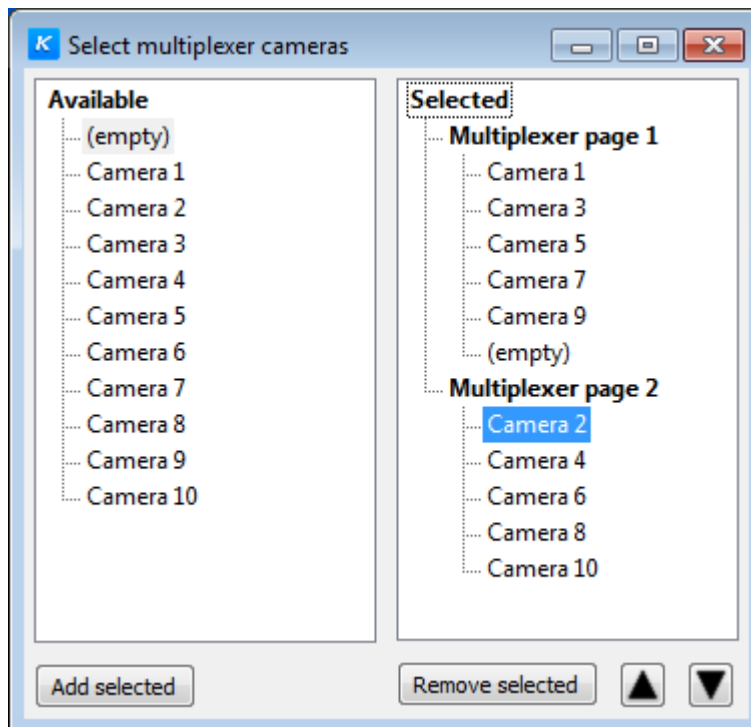 Select multiplexer cameras
Available
(empty)
Camera 1
Camera 2
Camera 3
Camera 4
Camera 5
Camera 6
Camera 7
Camera 8
Camera 9
Camera 10
Add selected
Selected
Multiplexer page 1
Camera 1
Camera 3
Camera 5
Camera 7
Camera 9
(empty)
Multiplexer page 2
Camera 2
Camera 4
Camera 6
Camera 8
Camera 10
Remove selected